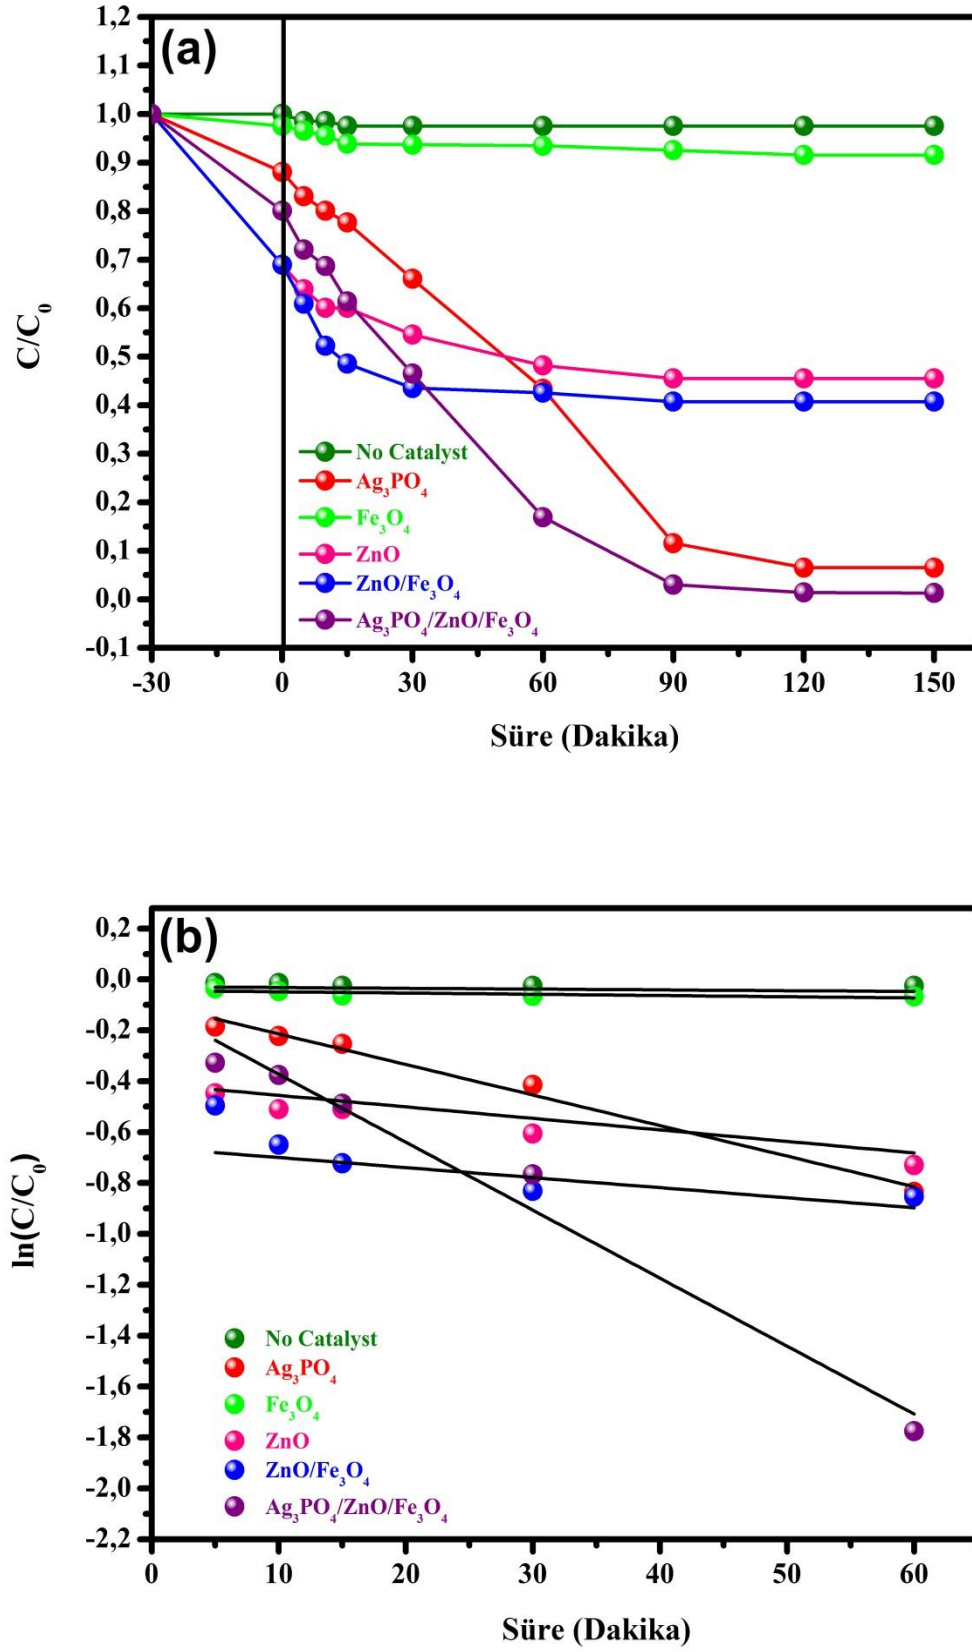 (a)
1,2
1,1
1,0
0,9
0,8
0,7
0,6
0,5
0,4
0,3
0,2
0,1
0,0
-0,1
C/C₀
No Catalyst
Ag₃PO₄
Fe₃O₄
ZnO
ZnO/Fe₃O₄
Ag₃PO₄/ZnO/Fe₃O₄
-30 0 30 60 90 120 150
Süre (Dakika)
(b)
0,2
0,0
-0,2
-0,4
-0,6
-0,8
-1,0
-1,2
-1,4
-1,6
-1,8
-2,0
-2,2
ln(C/C₀)
No Catalyst
Ag₃PO₄
Fe₃O₄
ZnO
ZnO/Fe₃O₄
Ag₃PO₄/ZnO/Fe₃O₄
0 10 20 30 40 50 60
Süre (Dakika)